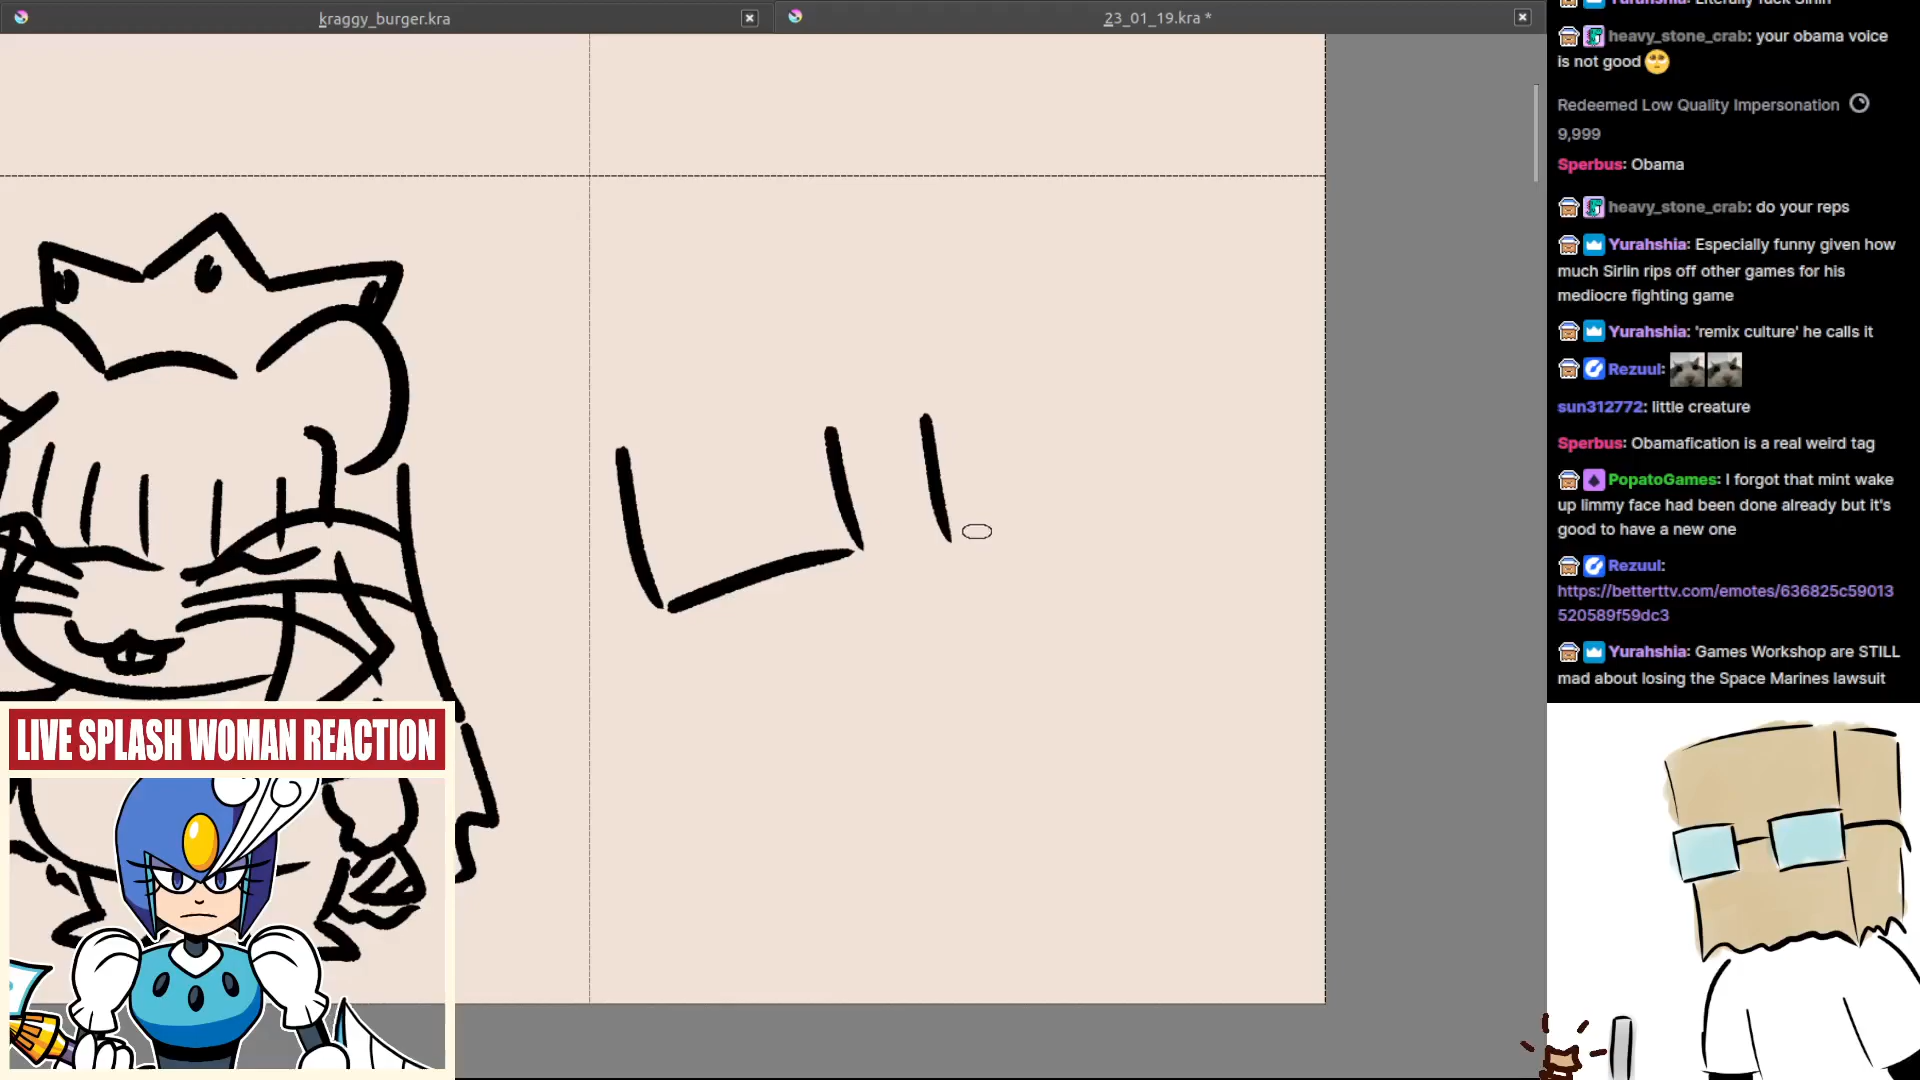 kraggy_burger.kra
23_01_19.kra *
heavy_stone_crab: your obama voice
is not good
Redeemed Low Quality Impersonation
9,999
Sperbus: Obama
heavy_stone_crab: do your reps
Yurahshia: Especially funny given how
much Sirlin rips off other games for his
mediocre fighting game
Yurahshia: 'remix culture' he calls it
Rezuul:
sun312772: little creature
Sperbus: Obamafication is a real weird tag
PopatoGames: I forgot that mint wake
up limmy face had been done already but it's
good to have a new one
Rezuul:
https://betterttv.com/emotes/636825c59013
520589f59dc3
Yurahshia: Games Workshop are STILL
mad about losing the Space Marines lawsuit
LIVE SPLASH WOMAN REACTION